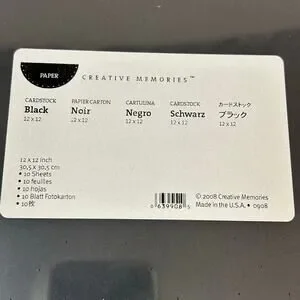 PAPER
CREATIVE MEMORIES™
CARDSTOCK PAPIER CARTON CARTULINA CARDSTOCK カードストック
Black Noir Negro Schwarz ブラック
12 x 12 12 x 12 12 x 12 12 x 12 12 x 12
12 x 12 inch
30,5 x 30,5 cm
• 10 Sheets
• 10 feuilles
• 10 hojas
• 10 Blatt Fotokarton
• 10枚
0 639908 5
© 2008 Creative Memories
Made in the U.S.A. • 0908